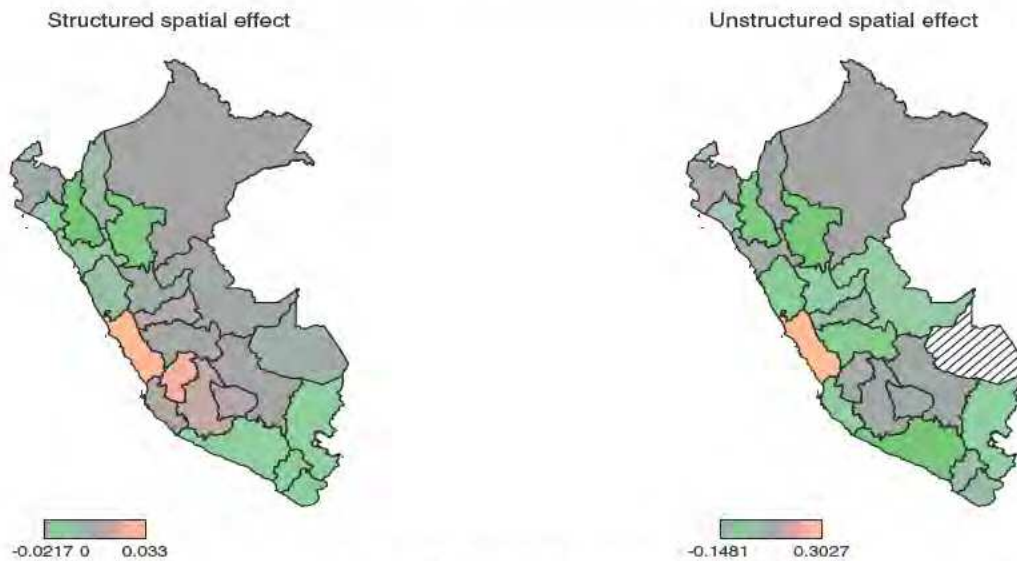 Structured spatial effect
Unstructured spatial effect
-0.0217 0 0.033
-0.1481 0.3027